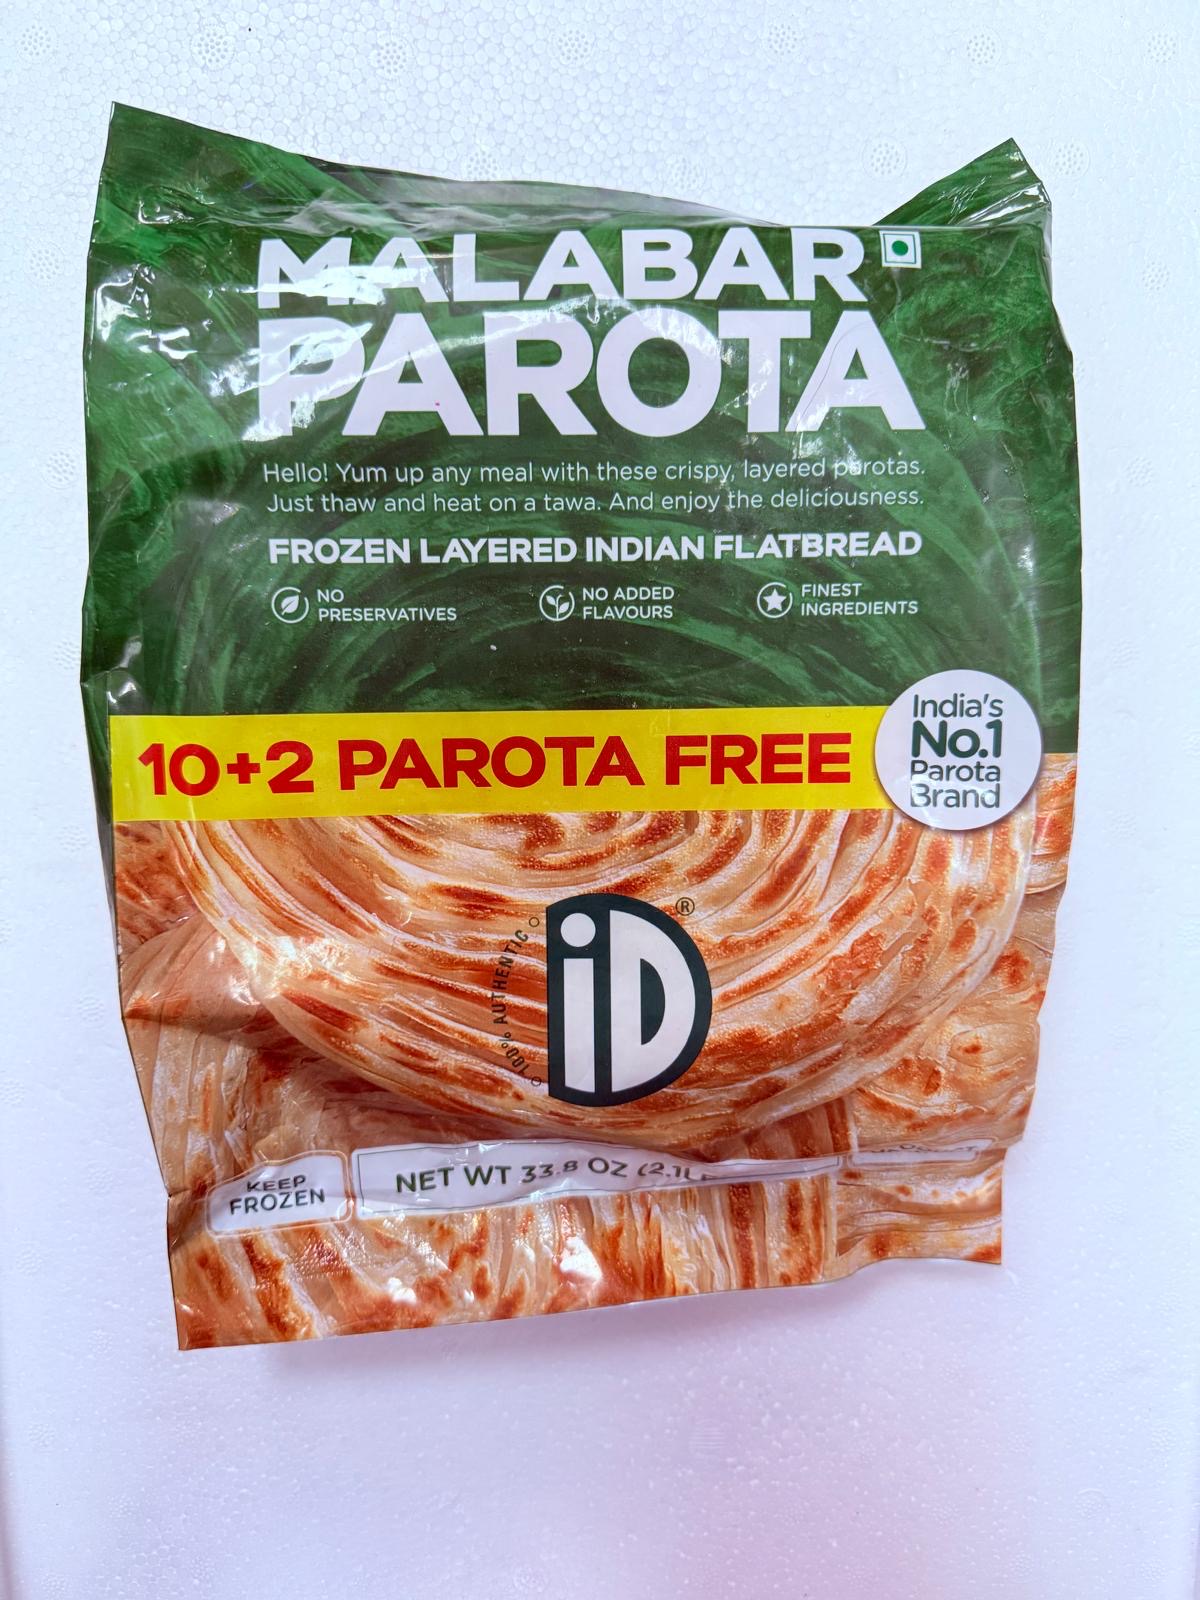 MALABAR
PAROTA
Hello! Yum up any meal with these crispy, layered parotas.
Just thaw and heat on a tawa. And enjoy the deliciousness.
FROZEN LAYERED INDIAN FLATBREAD
NO
PRESERVATIVES
NO ADDED
FLAVOURS
FINEST
INGREDIENTS
10+2 PAROTA FREE
India's
No.1
Parota
Brand
100% AUTHENTIC
iD®
KEEP
FROZEN
NET WT 33.8 OZ